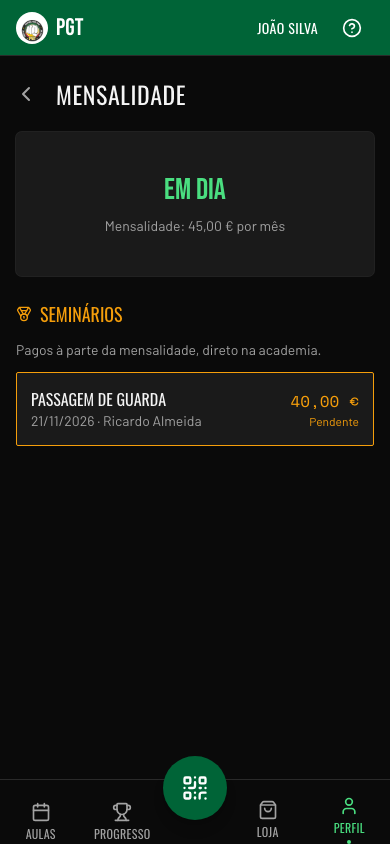 PGT
JOÃO SILVA
MENSALIDADE
EM DIA
Mensalidade: 45,00 € por mês
SEMINÁRIOS
Pagos à parte da mensalidade, direto na academia.
PASSAGEM DE GUARDA
40,00 €
21/11/2026 · Ricardo Almeida
Pendente
AULAS
PROGRESSO
LOJA
PERFIL